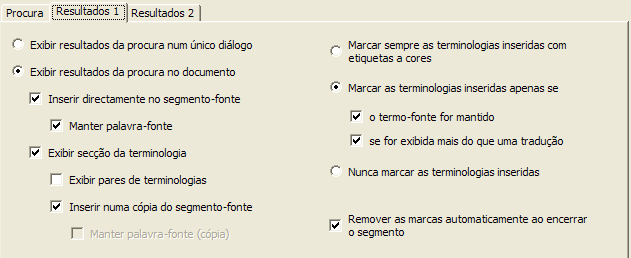 Procura Resultados 1 Resultados 2
Exibir resultados da procura num único diálogo
Exibir resultados da procura no documento
Inserir directamente no segmento-fonte
Manter palavra-fonte
Exibir secção da terminologia
Exibir pares de terminologias
Inserir numa cópia do segmento-fonte
Manter palavra-fonte (cópia)
Marcar sempre as terminologias inseridas com
etiquetas a cores
Marcar as terminologias inseridas apenas se
o termo-fonte for mantido
se for exibida mais do que uma tradução
Nunca marcar as terminologias inseridas
Remover as marcas automaticamente ao encerrar
o segmento